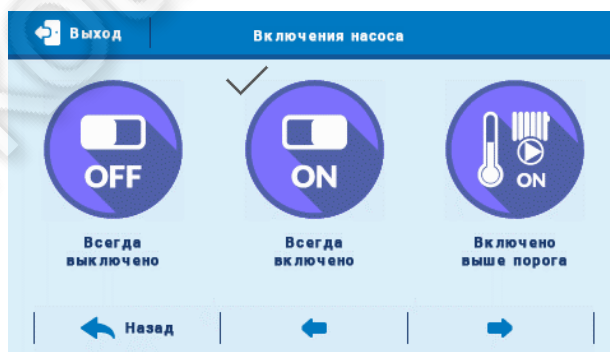 Выход
Включения насоса
OFF
ON
ON
Всегда
выключено
Всегда
включено
Включено
выше порога
Назад